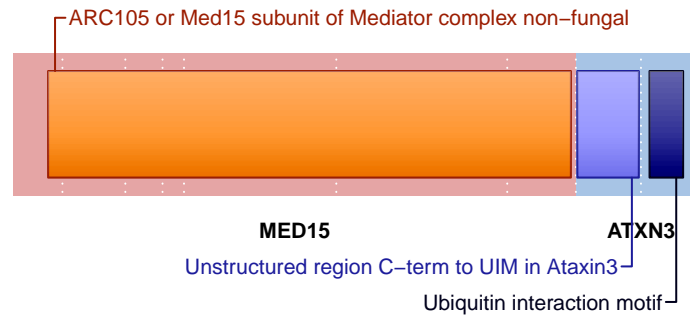 ARC105 or Med15 subunit of Mediator complex non−fungal
MED15 ATXN3
Unstructured region C−term to UIM in Ataxin3
Ubiquitin interaction motif